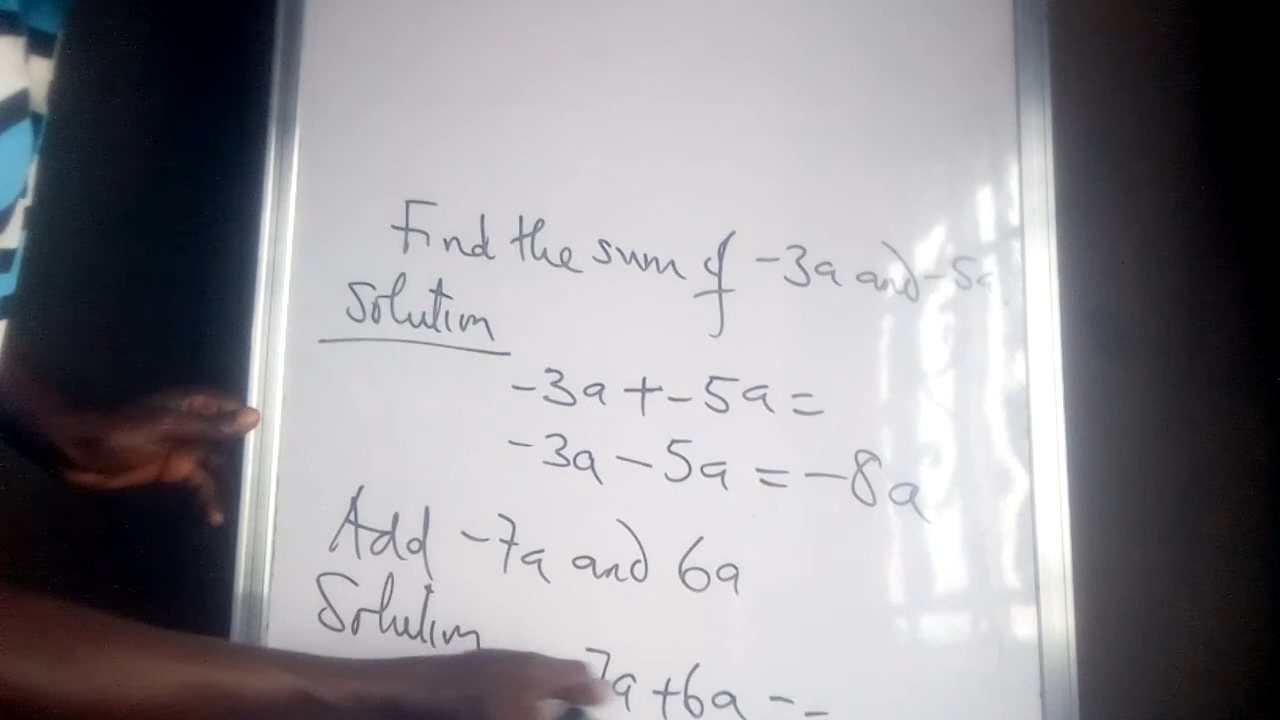 Find the sum of -3a and -5a
Solution
-3a + -5a =
-3a - 5a = -8a
Add -7a and 6a
Solution
7a + 6a =